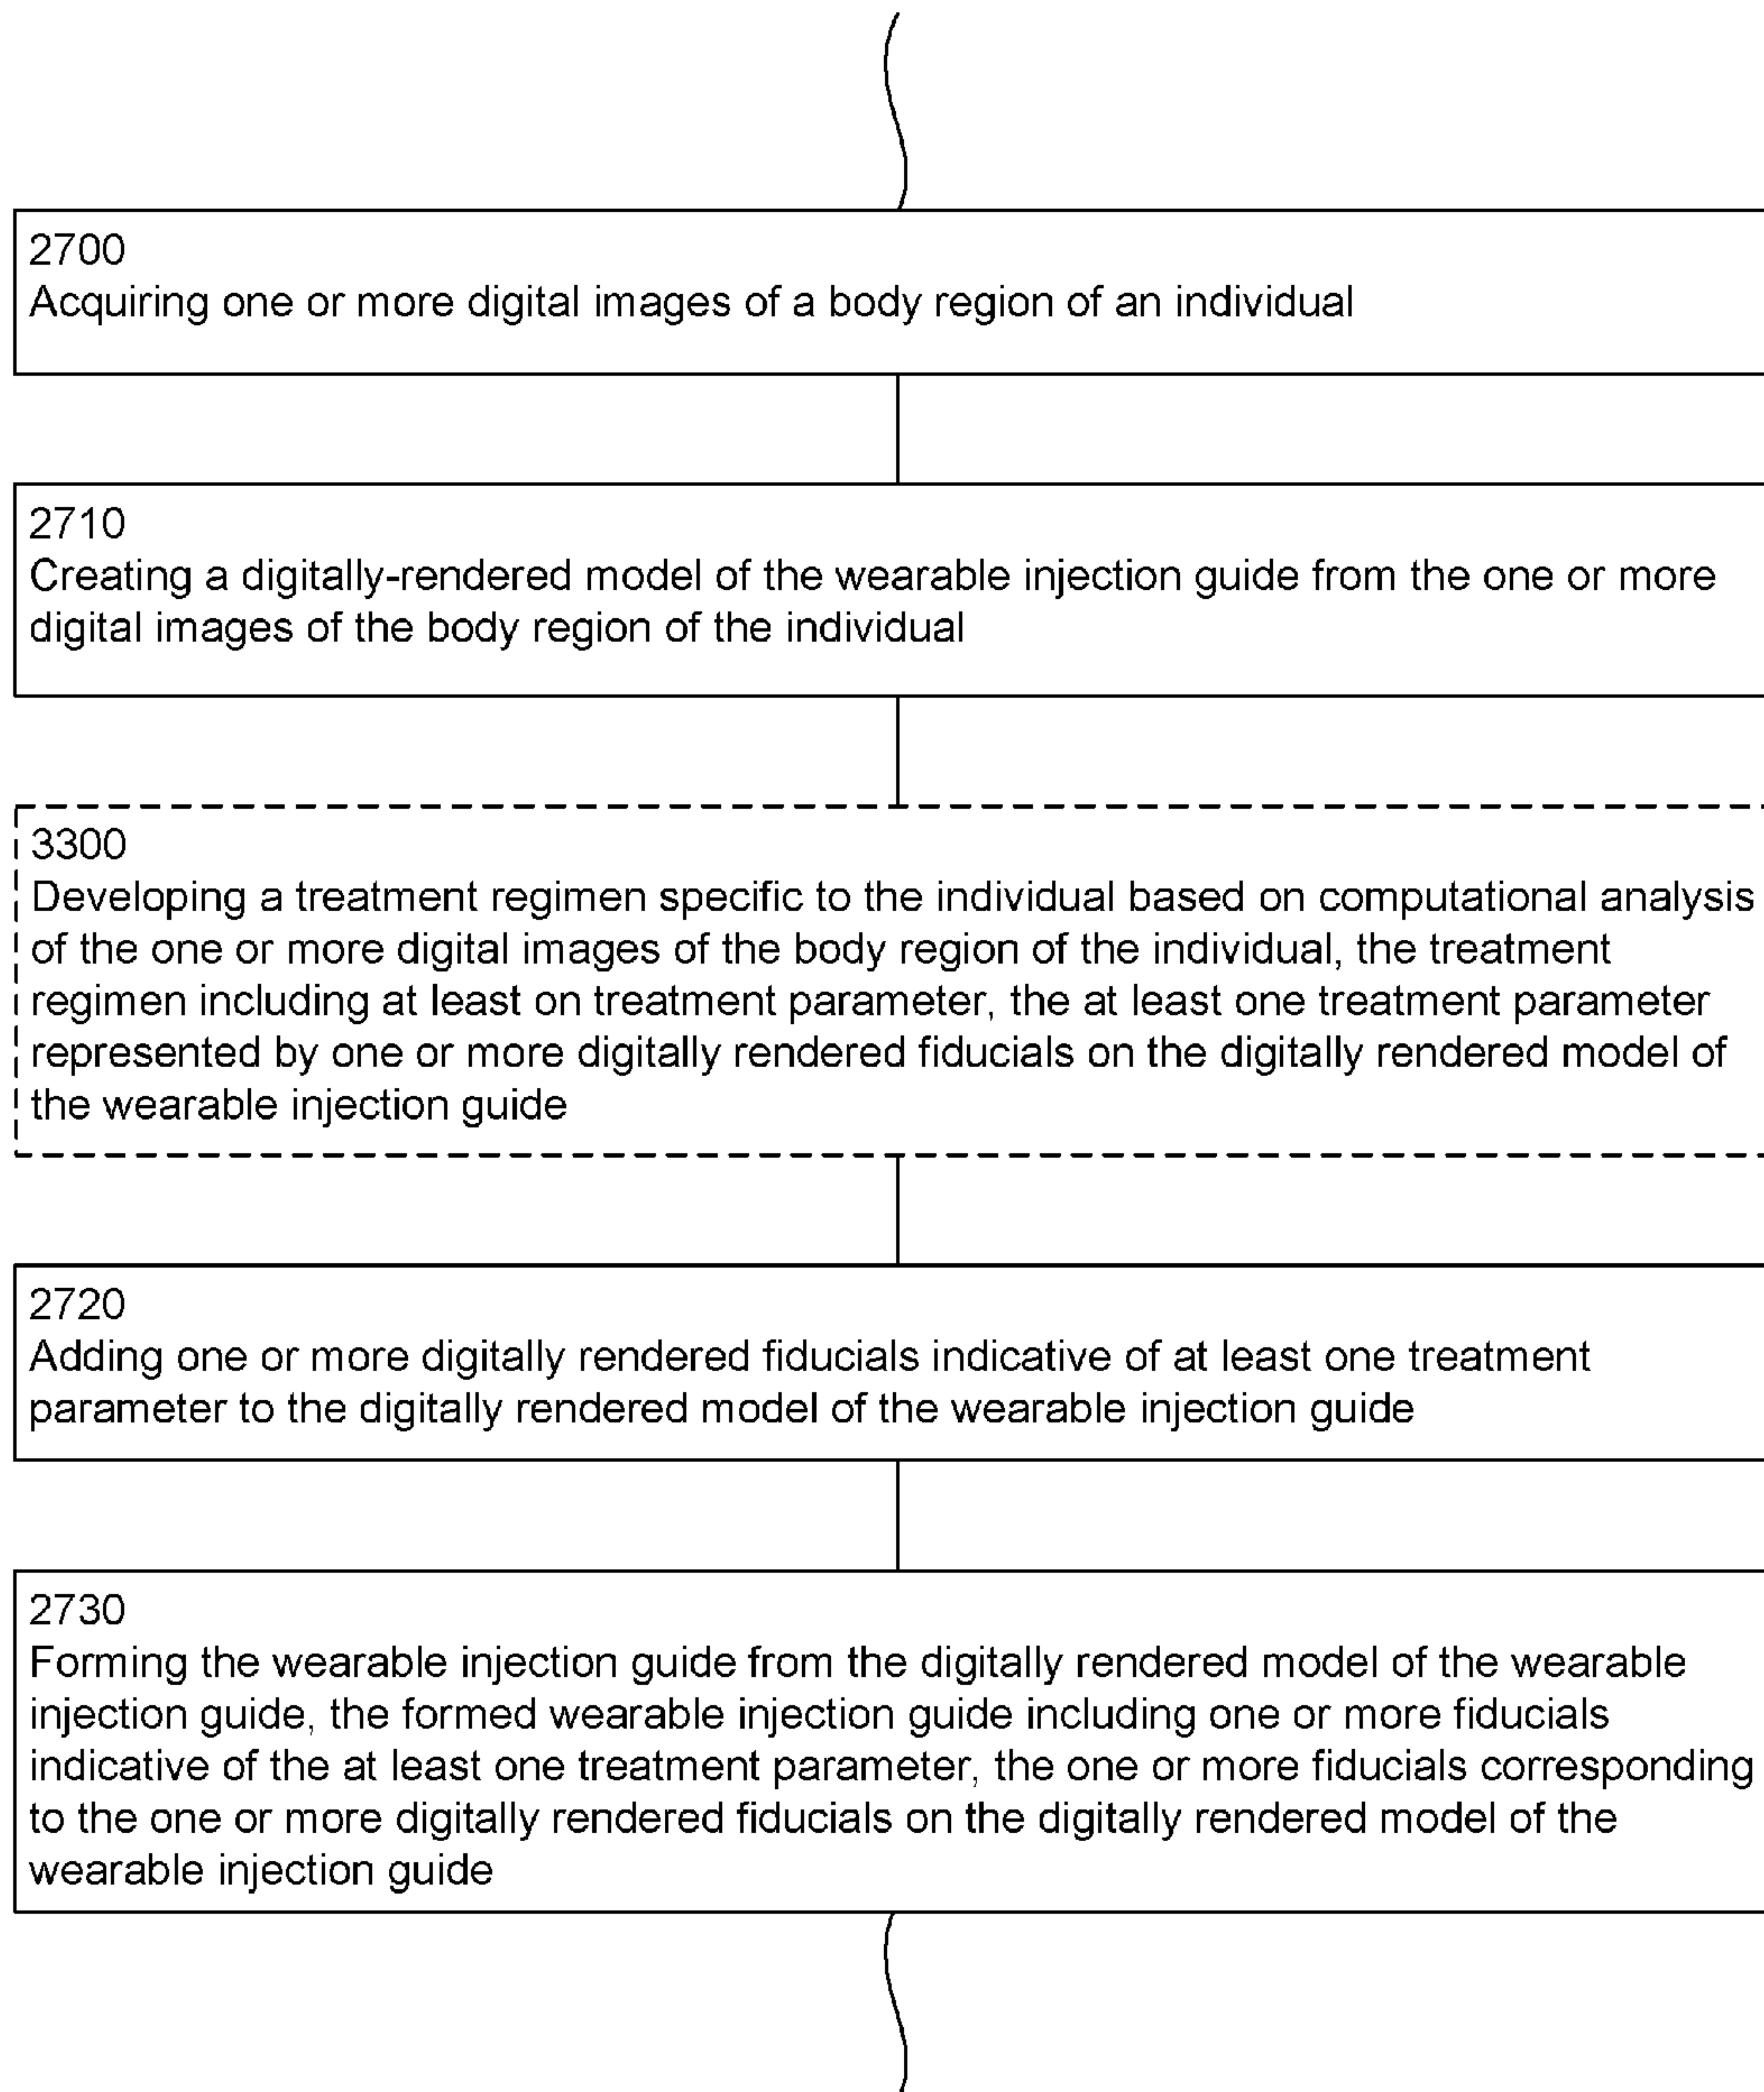 2700
Acquiring one or more digital images of a body region of an individual
2710
Creating a digitally-rendered model of the wearable injection guide from the one or more
digital images of the body region of the individual
3300
Developing a treatment regimen specific to the individual based on computational analysis
of the one or more digital images of the body region of the individual, the treatment
regimen including at least on treatment parameter, the at least one treatment parameter
represented by one or more digitally rendered fiducials on the digitally rendered model of
the wearable injection guide
2720
Adding one or more digitally rendered fiducials indicative of at least one treatment
parameter to the digitally rendered model of the wearable injection guide
2730
Forming the wearable injection guide from the digitally rendered model of the wearable
injection guide, the formed wearable injection guide including one or more fiducials
indicative of the at least one treatment parameter, the one or more fiducials corresponding
to the one or more digitally rendered fiducials on the digitally rendered model of the
wearable injection guide